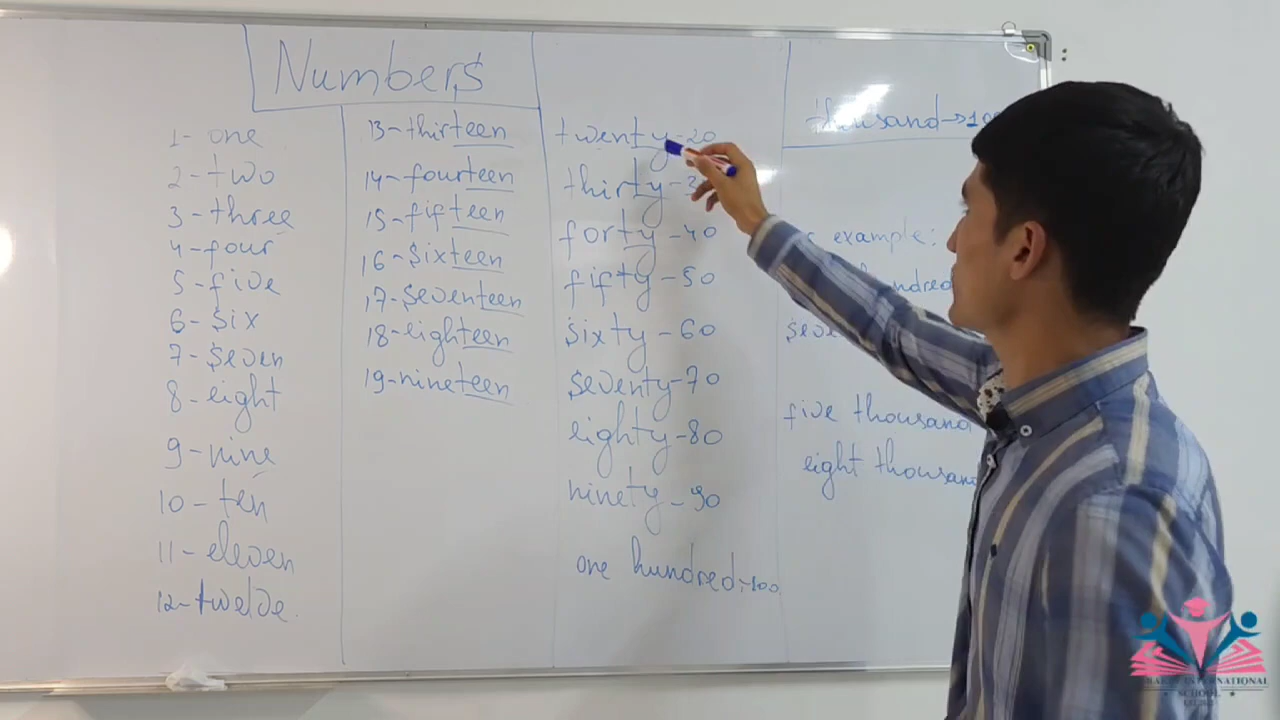 Numbers
1- one
2- two
3- three
4- four
5- five
6- six
7- seven
8- eight
9- nine
10- ten
11- eleven
12- twelve.
13- thirteen
14- fourteen
15- fifteen
16- sixteen
17- seventeen
18- eighteen
19- nineteen
twenty - 20
thirty -
forty - 40
fifty - 50
sixty - 60
seventy - 70
eighty - 80
ninety - 90
one hundred - 100
thousand →
example:
five thousand
eight thousand
INTERNATIONAL
SCHOOL